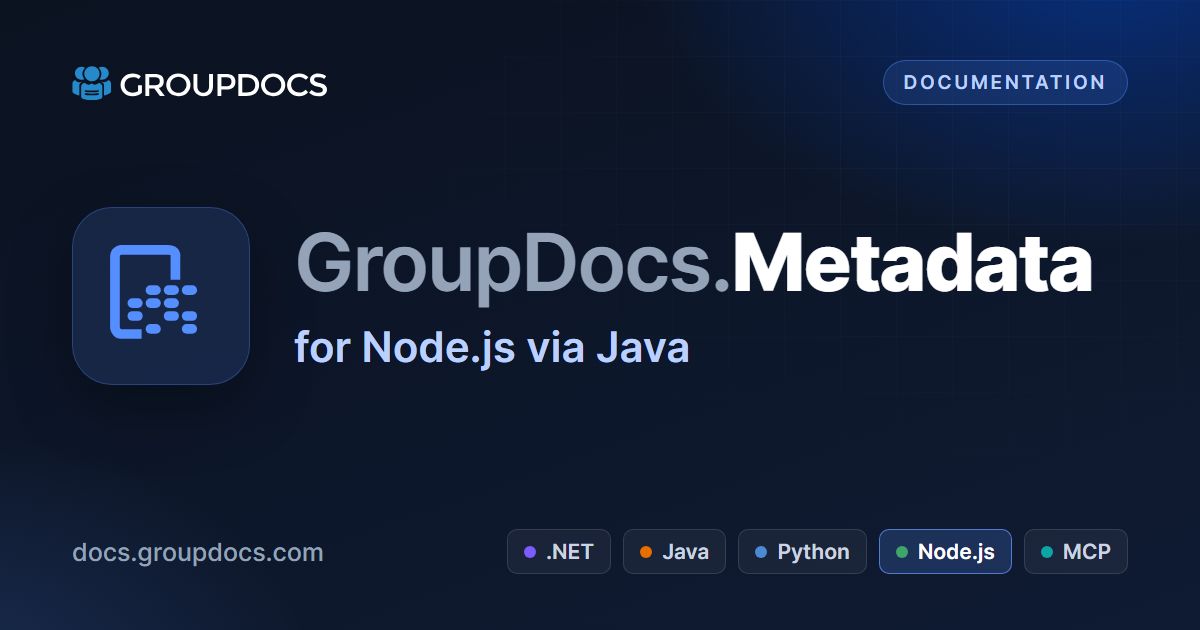 GROUPDOCS
DOCUMENTATION
GroupDocs.Metadata
for Node.js via Java
docs.groupdocs.com
.NET
Java
Python
Node.js
MCP